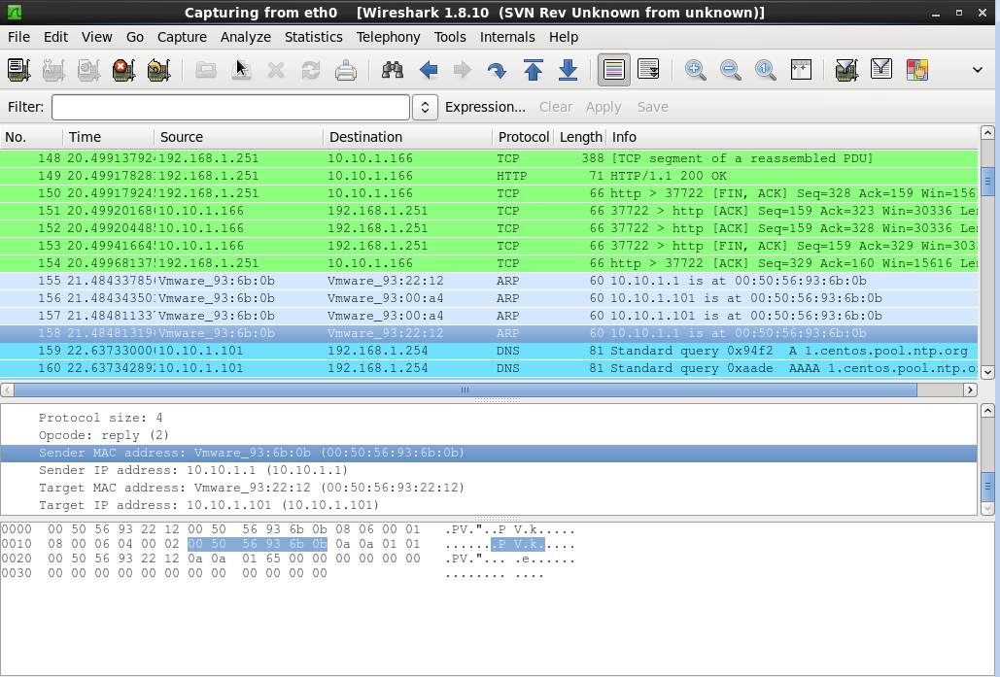 Capturing from eth0 [Wireshark 1.8.10 (SVN Rev Unknown from unknown)]
File Edit View Go Capture Analyze Statistics Telephony Tools Internals Help
Filter: Expression... Clear Apply Save
No. Time Source Destination Protocol Length Info
148 20.49913792 192.168.1.251 10.10.1.166 TCP 388 [TCP segment of a reassembled PDU]
149 20.49917828 192.168.1.251 10.10.1.166 HTTP 71 HTTP/1.1 200 OK
150 20.49917924 192.168.1.251 10.10.1.166 TCP 66 http > 37722 [FIN, ACK] Seq=328 Ack=159 Win=156
151 20.49920168 10.10.1.166 192.168.1.251 TCP 66 37722 > http [ACK] Seq=159 Ack=323 Win=30336 Le
152 20.49920448 10.10.1.166 192.168.1.251 TCP 66 37722 > http [ACK] Seq=159 Ack=328 Win=30336 Le
153 20.49941664 10.10.1.166 192.168.1.251 TCP 66 37722 > http [FIN, ACK] Seq=159 Ack=329 Win=303
154 20.49968137 192.168.1.251 10.10.1.166 TCP 66 http > 37722 [ACK] Seq=329 Ack=160 Win=15616 Le
155 21.48433785 Vmware_93:6b:0b Vmware_93:22:12 ARP 60 10.10.1.1 is at 00:50:56:93:6b:0b
156 21.48434350 Vmware_93:6b:0b Vmware_93:00:a4 ARP 60 10.10.1.101 is at 00:50:56:93:6b:0b
157 21.48481133 Vmware_93:6b:0b Vmware_93:00:a4 ARP 60 10.10.1.101 is at 00:50:56:93:6b:0b
158 21.48481319 Vmware_93:6b:0b Vmware_93:22:12 ARP 60 10.10.1.1 is at 00:50:56:93:6b:0b
159 22.63733000 10.10.1.101 192.168.1.254 DNS 81 Standard query 0x94f2 A 1.centos.pool.ntp.org
160 22.63734289 10.10.1.101 192.168.1.254 DNS 81 Standard query 0xaade AAAA 1.centos.pool.ntp.o
Protocol size: 4
Opcode: reply (2)
Sender MAC address: Vmware_93:6b:0b (00:50:56:93:6b:0b)
Sender IP address: 10.10.1.1 (10.10.1.1)
Target MAC address: Vmware_93:22:12 (00:50:56:93:22:12)
Target IP address: 10.10.1.101 (10.10.1.101)
0000 00 50 56 93 22 12 00 50 56 93 6b 0b 08 06 00 01 .PV."..P V.k.....
0010 08 00 06 04 00 02 00 50 56 93 6b 0b 0a 0a 01 01 .......P V.k.....
0020 00 50 56 93 22 12 0a 0a 01 65 00 00 00 00 00 00 .PV."... .e......
0030 00 00 00 00 00 00 00 00 00 00 00 00 ........ ....